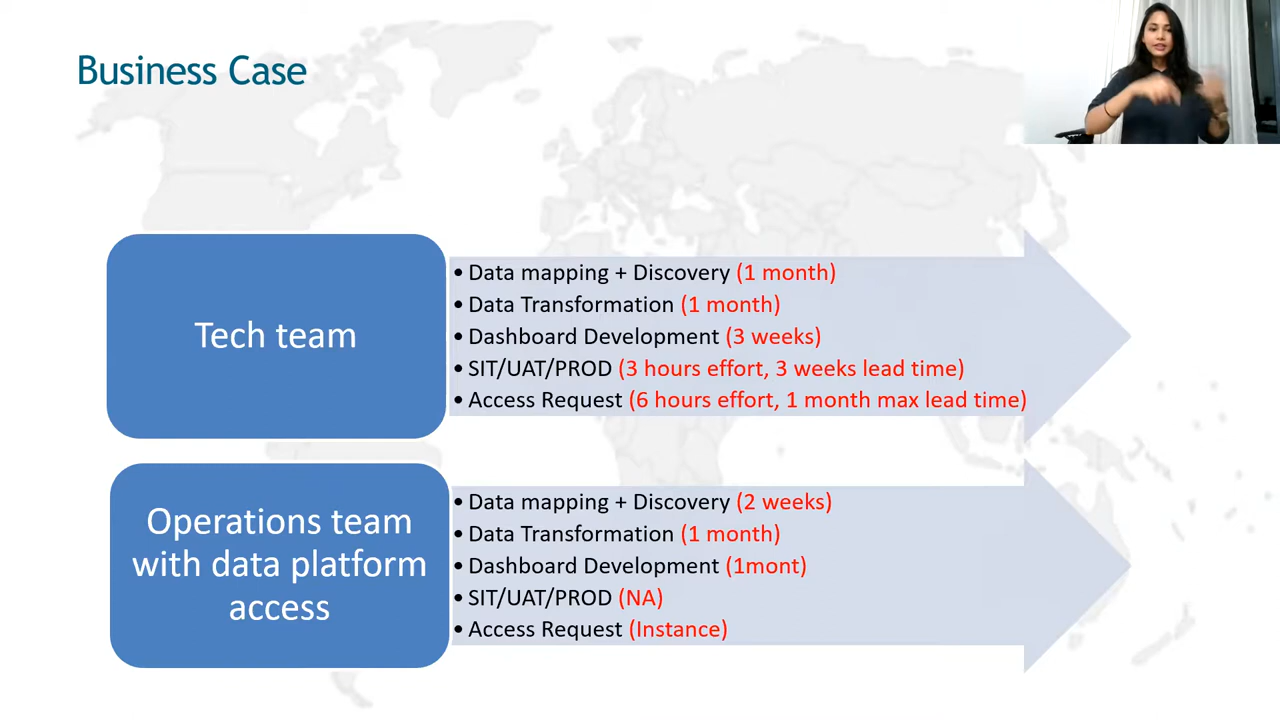 Business Case
Tech team
• Data mapping + Discovery (1 month)
• Data Transformation (1 month)
• Dashboard Development (3 weeks)
• SIT/UAT/PROD (3 hours effort, 3 weeks lead time)
• Access Request (6 hours effort, 1 month max lead time)
Operations team
with data platform
access
• Data mapping + Discovery (2 weeks)
• Data Transformation (1 month)
• Dashboard Development (1mont)
• SIT/UAT/PROD (NA)
• Access Request (Instance)